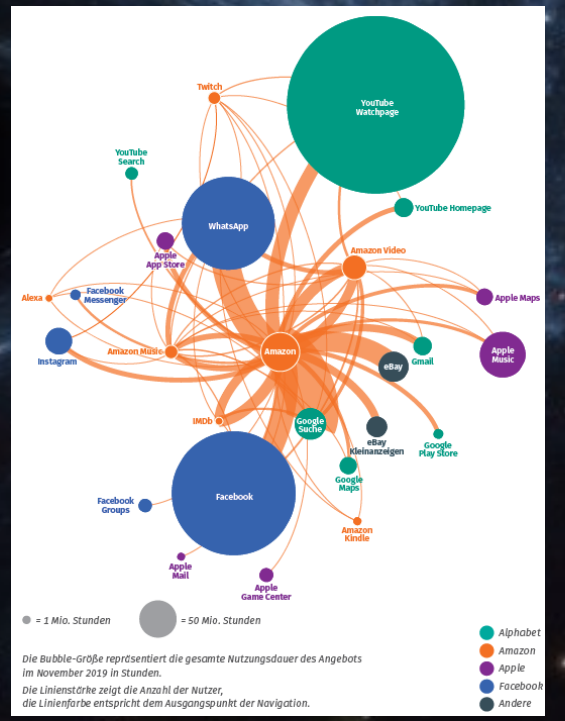 Twitch
YouTube
Watchpage
YouTube
Search
YouTube Homepage
WhatsApp
Apple
App Store
Amazon Video
Alexa
Facebook
Messenger
Apple Maps
Instagram
Amazon Music
Amazon
Gmail
eBay
Apple
Music
IMDb
Google
Suche
eBay
Kleinanzeigen
Google
Play Store
Google
Maps
Facebook
Facebook
Groups
Amazon
Kindle
Apple
Mail
Apple
Game Center
= 1 Mio. Stunden
= 50 Mio. Stunden
Die Bubble-Größe repräsentiert die gesamte Nutzungsdauer des Angebots
im November 2019 in Stunden.
Die Linienstärke zeigt die Anzahl der Nutzer,
die Linienfarbe entspricht dem Ausgangspunkt der Navigation.
Alphabet
Amazon
Apple
Facebook
Andere